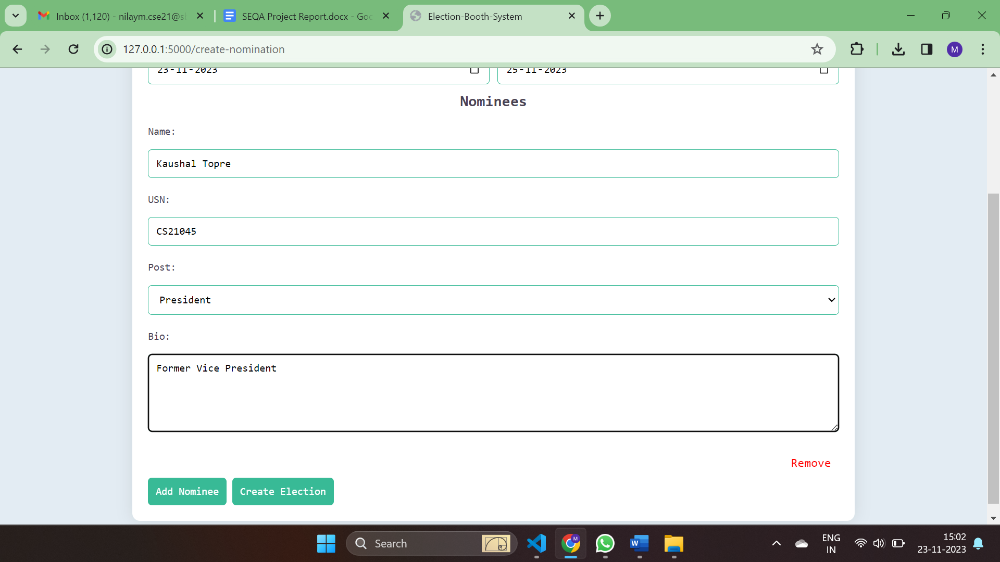 Inbox (1,120) - nilaym.cse21@sb
SEQA Project Report.docx - Goo
Election-Booth-System
127.0.0.1:5000/create-nomination
M
23-11-2023
25-11-2023
Nominees
Name:
Kaushal Topre
USN:
CS21045
Post:
President
Bio:
Former Vice President
Remove
Add Nominee
Create Election
Search
ENG
IN
15:02
23-11-2023